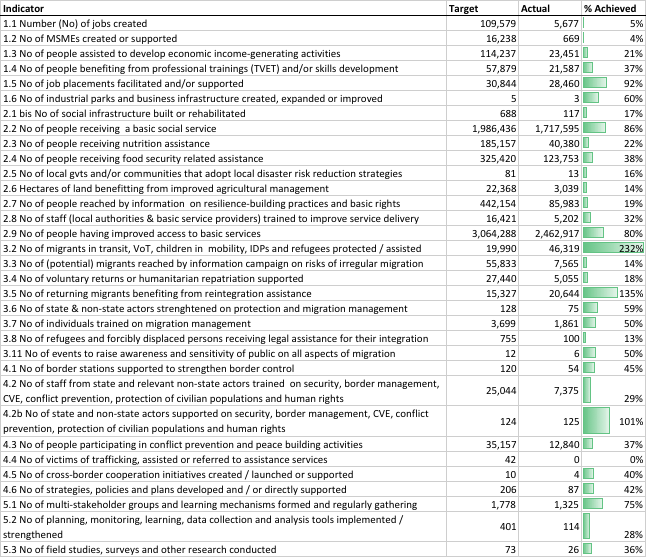 Indicator Target Actual % Achieved
1.1 Number (No) of jobs created 109,579 5,677 5%
1.2 No of MSMEs created or supported 16,238 669 4%
1.3 No of people assisted to develop economic income-generating activities 114,237 23,451 21%
1.4 No of people benefiting from professional trainings (TVET) and/or skills development 57,879 21,587 37%
1.5 No of job placements facilitated and/or supported 30,844 28,460 92%
1.6 No of industrial parks and business infrastructure created, expanded or improved 5 3 60%
2.1 bis No of social infrastructure built or rehabilitated 688 117 17%
2.2 No of people receiving a basic social service 1,986,436 1,717,595 86%
2.3 No of people receiving nutrition assistance 185,157 40,380 22%
2.4 No of people receiving food security related assistance 325,420 123,753 38%
2.5 No of local gvts and/or communities that adopt local disaster risk reduction strategies 81 13 16%
2.6 Hectares of land benefitting from improved agricultural management 22,368 3,039 14%
2.7 No of people reached by information on resilience-building practices and basic rights 442,154 85,983 19%
2.8 No of staff (local authorities & basic service providers) trained to improve service delivery 16,421 5,202 32%
2.9 No of people having improved access to basic services 3,064,288 2,462,917 80%
3.2 No of migrants in transit, VoT, children in mobility, IDPs and refugees protected / assisted 19,990 46,319 232%
3.3 No of (potential) migrants reached by information campaign on risks of irregular migration 55,833 7,565 14%
3.4 No of voluntary returns or humanitarian repatriation supported 27,440 5,055 18%
3.5 No of returning migrants benefiting from reintegration assistance 15,327 20,644 135%
3.6 No of state & non-state actors strenghtened on protection and migration management 128 75 59%
3.7 No of individuals trained on migration management 3,699 1,861 50%
3.8 No of refugees and forcibly displaced persons receiving legal assistance for their integration 755 100 13%
3.11 No of events to raise awareness and sensitivity of public on all aspects of migration 12 6 50%
4.1 No of border stations supported to strengthen border control 120 54 45%
4.2 No of staff from state and relevant non-state actors trained on security, border management,
CVE, conflict prevention, protection of civilian populations and human rights 25,044 7,375 29%
4.2b No of state and non-state actors supported on security, border management, CVE, conflict
prevention, protection of civilian populations and human rights 124 125 101%
4.3 No of people participating in conflict prevention and peace building activities 35,157 12,840 37%
4.4 No of victims of trafficking, assisted or referred to assistance services 42 0 0%
4.5 No of cross-border cooperation initiatives created / launched or supported 10 4 40%
4.6 No of strategies, policies and plans developed and / or directly supported 206 87 42%
5.1 No of multi-stakeholder groups and learning mechanisms formed and regularly gathering 1,778 1,325 75%
5.2 No of planning, monitoring, learning, data collection and analysis tools implemented /
strengthened 401 114 28%
5.3 No of field studies, surveys and other research conducted 73 26 36%